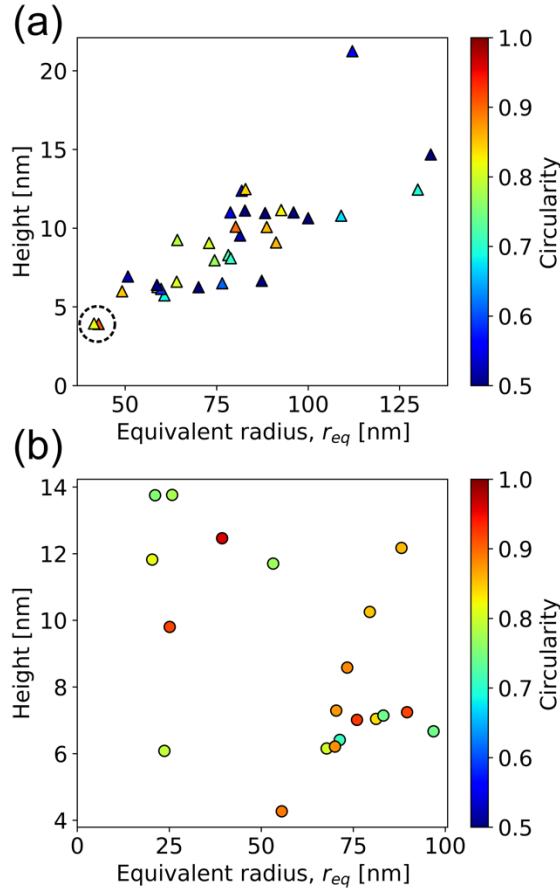 (a)
20
15
10
5
0
Height [nm]
50 75 100 125
Equivalent radius, r_eq [nm]
1.0
0.9
0.8
0.7
0.6
0.5
Circularity
(b)
14
12
10
8
6
4
Height [nm]
0 25 50 75 100
Equivalent radius, r_eq [nm]
1.0
0.9
0.8
0.7
0.6
0.5
Circularity